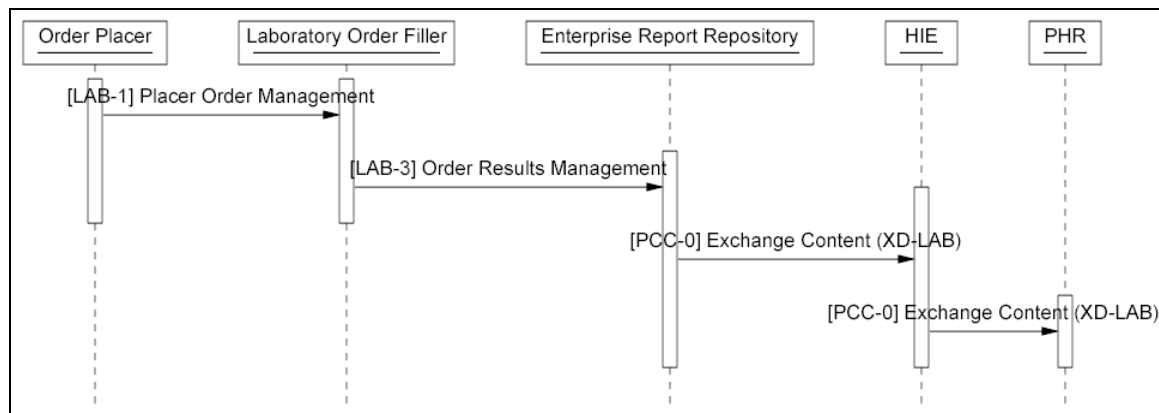 Order Placer
Laboratory Order Filler
Enterprise Report Repository
HIE
PHR
[LAB-1] Placer Order Management
[LAB-3] Order Results Management
[PCC-0] Exchange Content (XD-LAB)
[PCC-0] Exchange Content (XD-LAB)